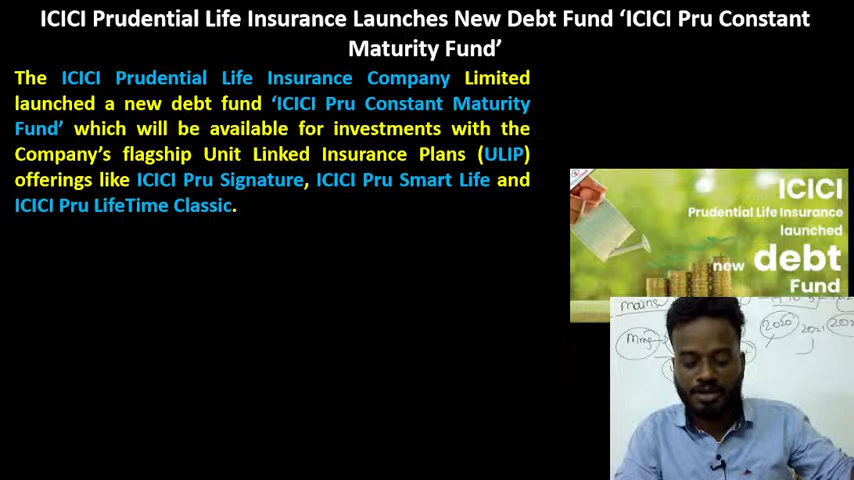 ICICI Prudential Life Insurance Launches New Debt Fund ‘ICICI Pru Constant
Maturity Fund’
The ICICI Prudential Life Insurance Company Limited
launched a new debt fund ‘ICICI Pru Constant Maturity
Fund’ which will be available for investments with the
Company’s flagship Unit Linked Insurance Plans (ULIP)
offerings like ICICI Pru Signature, ICICI Pru Smart Life and
ICICI Pru LifeTime Classic.
ICICI
Prudential Life Insurance
launched
new debt
Fund
mains
2020 2021